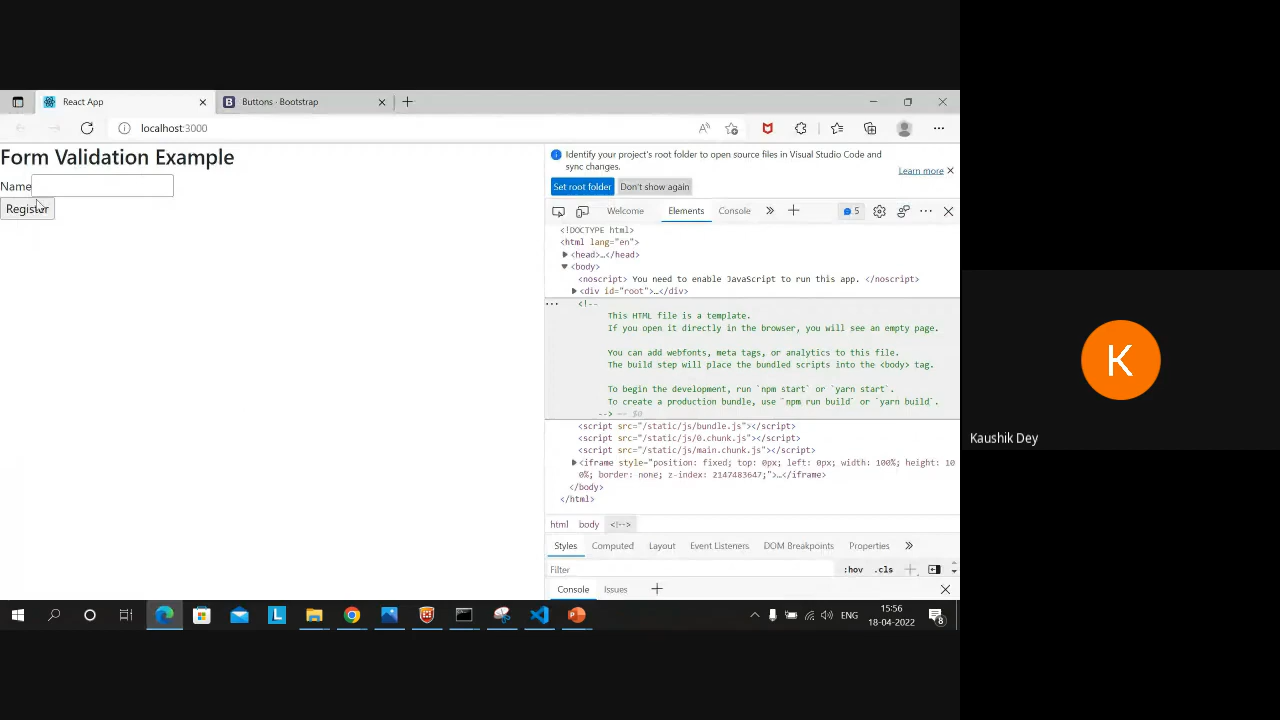 React App
Buttons · Bootstrap
localhost:3000
Form Validation Example
Name
Register
Identify your project's root folder to open source files in Visual Studio Code and
sync changes.
Learn more
Set root folder
Don't show again
Welcome
Elements
Console
5
<!DOCTYPE html>
<html lang="en">
<head>…</head>
<body>
<noscript> You need to enable JavaScript to run this app. </noscript>
<div id="root">…</div>
<!--
This HTML file is a template.
If you open it directly in the browser, you will see an empty page.
You can add webfonts, meta tags, or analytics to this file.
The build step will place the bundled scripts into the <body> tag.
To begin the development, run `npm start` or `yarn start`.
To create a production bundle, use `npm run build` or `yarn build`.
--> == $0
<script src="/static/js/bundle.js"></script>
<script src="/static/js/0.chunk.js"></script>
<script src="/static/js/main.chunk.js"></script>
<iframe style="position: fixed; top: 0px; left: 0px; width: 100%; height: 10
0%; border: none; z-index: 2147483647;">…</iframe>
</body>
</html>
html
body
<!-->
Styles
Computed
Layout
Event Listeners
DOM Breakpoints
Properties
Filter
:hov
.cls
Console
Issues
ENG
15:56
18-04-2022
8
K
Kaushik Dey